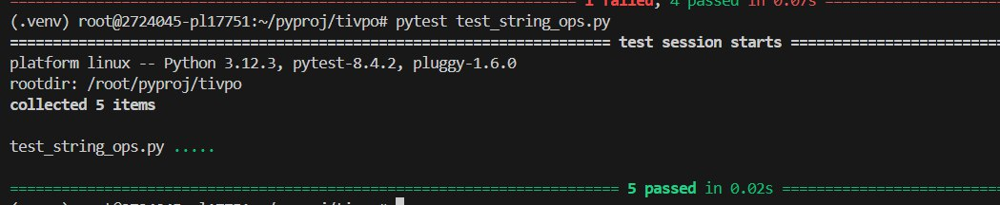 ============================================================ 1 failed, 4 passed in 0.07s ====================
(.venv) root@2724045-pl17751:~/pyproj/tivpo# pytest test_string_ops.py
================================================================ test session starts ======================
platform linux -- Python 3.12.3, pytest-8.4.2, pluggy-1.6.0
rootdir: /root/pyproj/tivpo
collected 5 items
test_string_ops.py .....
================================================================= 5 passed in 0.02s =======================
(.venv) root@2724045-pl17751:~/pyproj/tivpo#